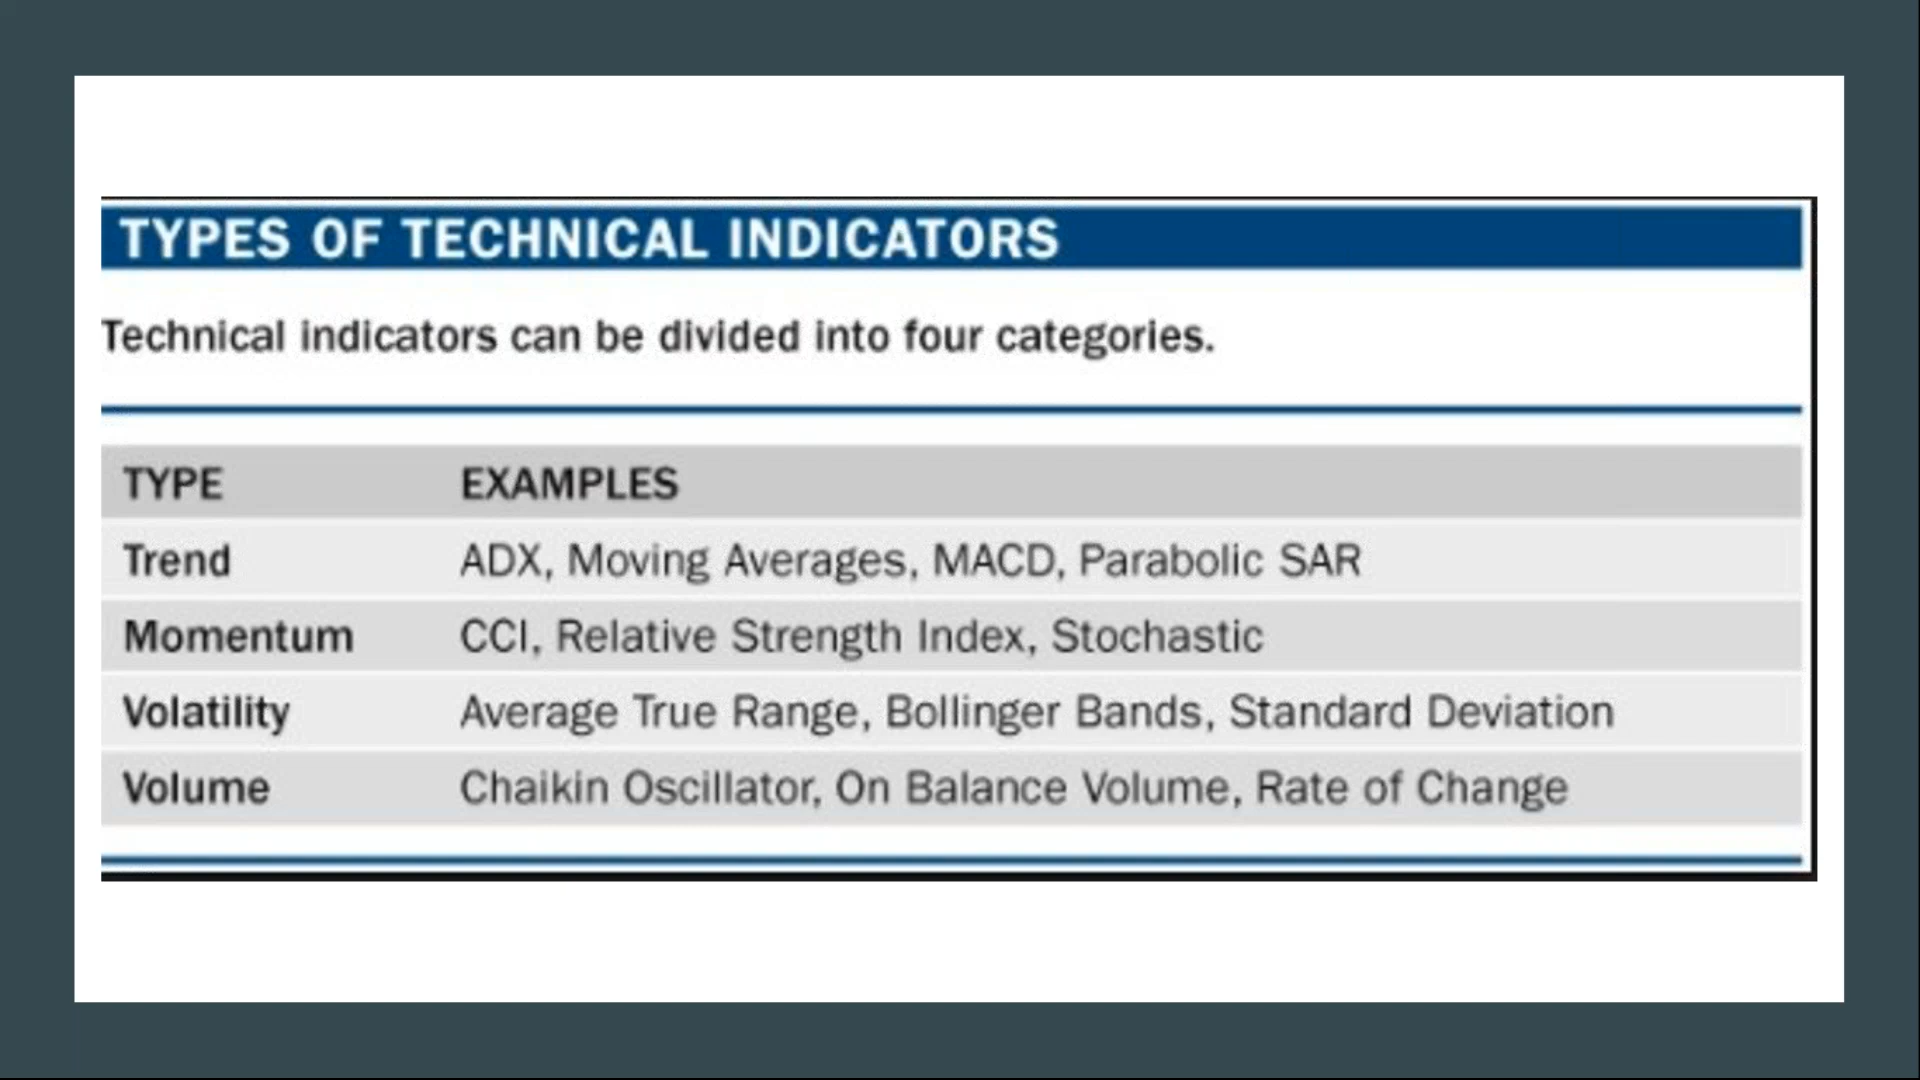 TYPES OF TECHNICAL INDICATORS
Technical indicators can be divided into four categories.
TYPE EXAMPLES
Trend ADX, Moving Averages, MACD, Parabolic SAR
Momentum CCI, Relative Strength Index, Stochastic
Volatility Average True Range, Bollinger Bands, Standard Deviation
Volume Chaikin Oscillator, On Balance Volume, Rate of Change